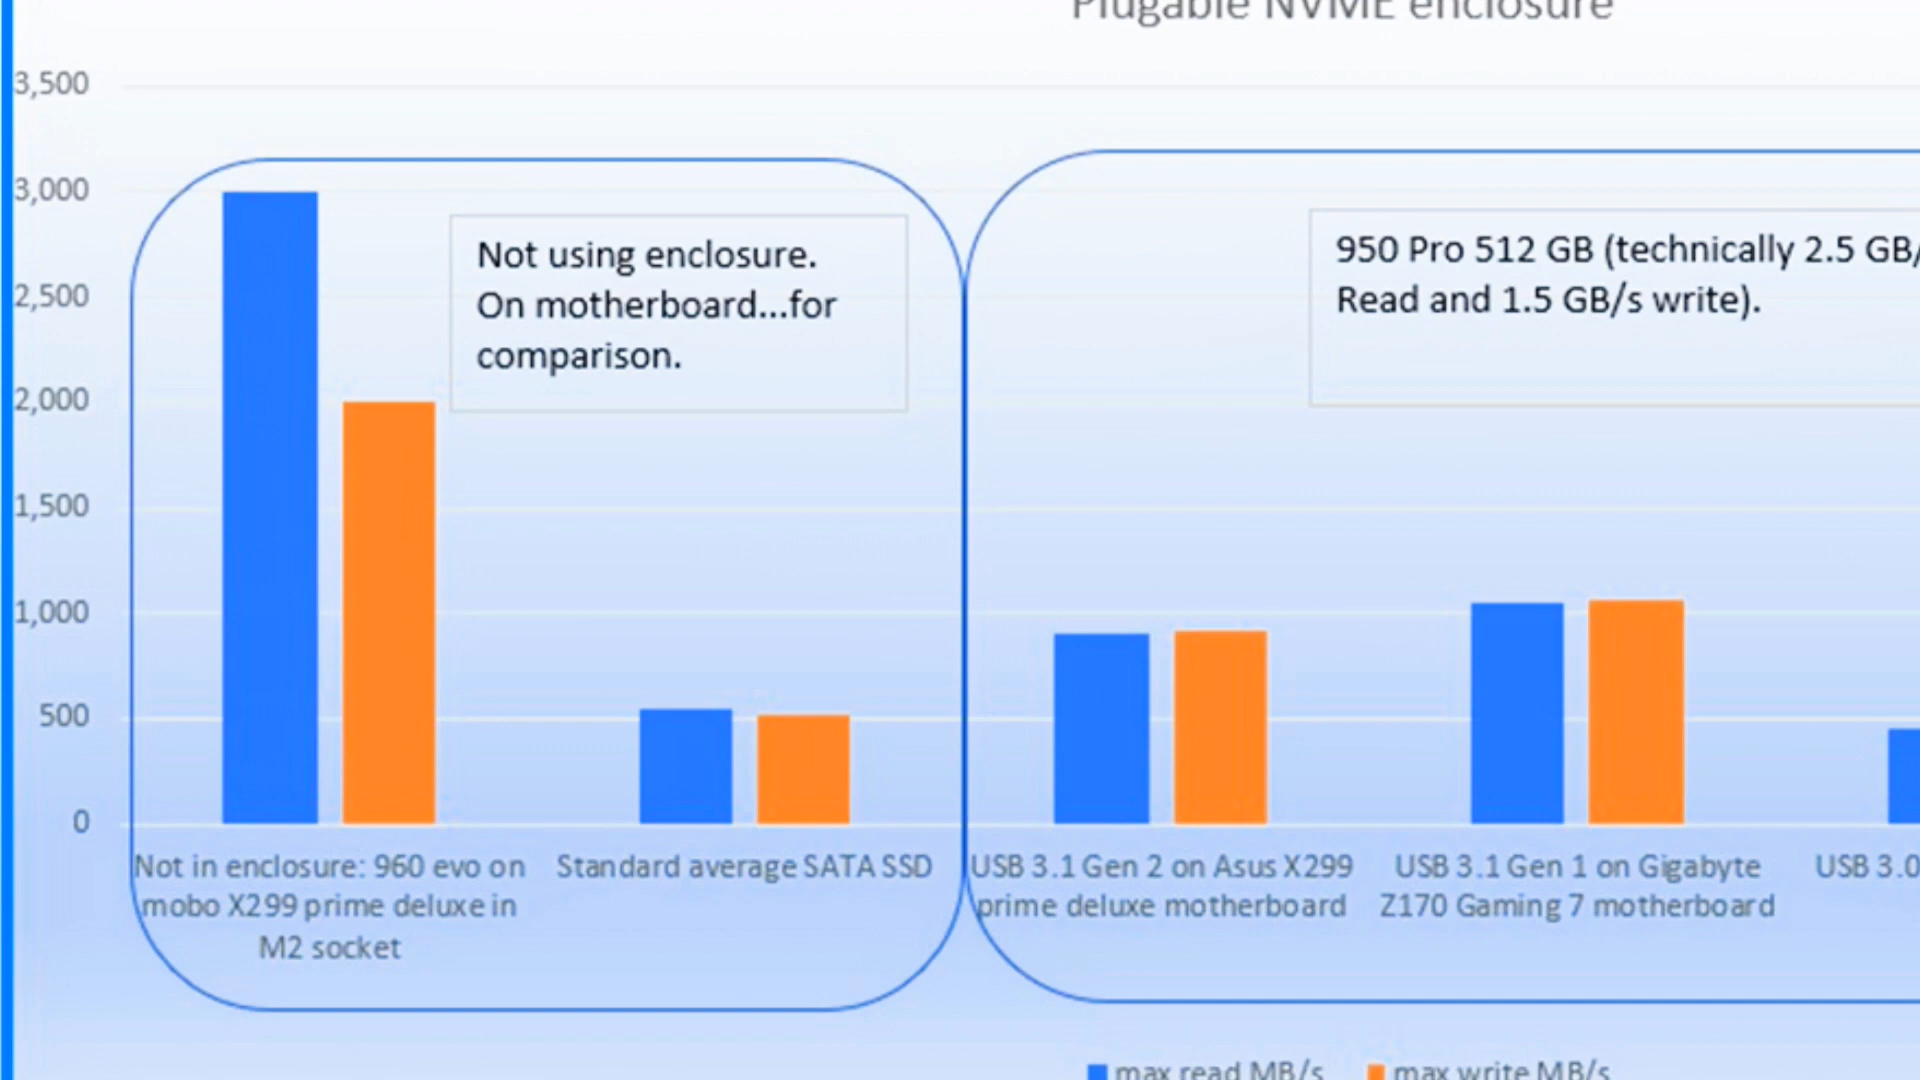 Plugable NVME enclosure
3,500
3,000
2,500
2,000
1,500
1,000
500
0
Not using enclosure.
On motherboard...for
comparison.
950 Pro 512 GB (technically 2.5 GB/
Read and 1.5 GB/s write).
Not in enclosure: 960 evo on
mobo X299 prime deluxe in
M2 socket
Standard average SATA SSD
USB 3.1 Gen 2 on Asus X299
prime deluxe motherboard
USB 3.1 Gen 1 on Gigabyte
Z170 Gaming 7 motherboard
USB 3.0
max read MB/s
max write MB/s